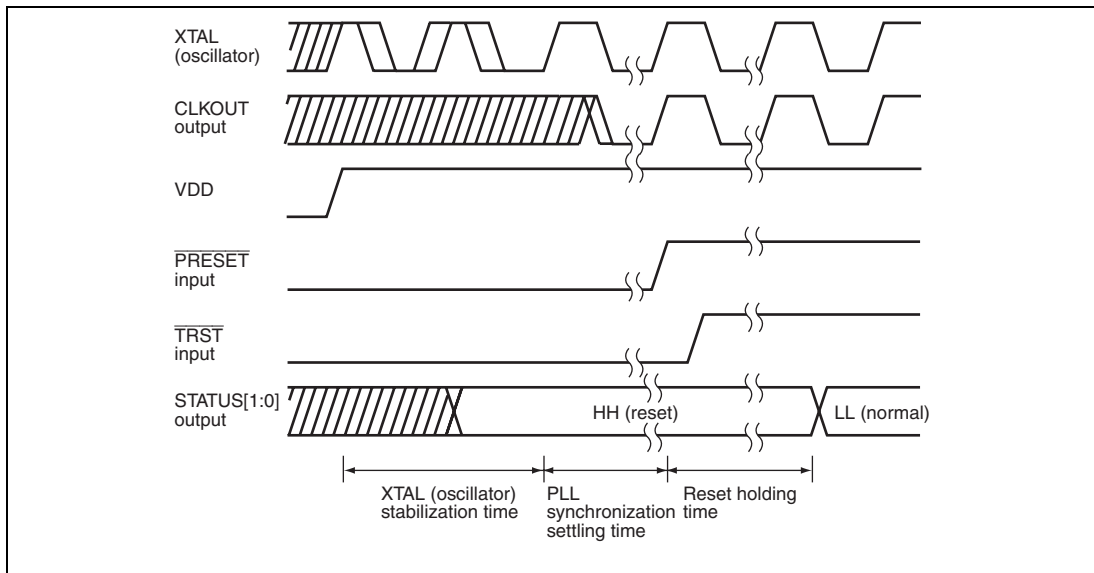 XTAL
(oscillator)
CLKOUT
output
VDD
PRESET
input
TRST
input
STATUS[1:0]
output
HH (reset)
LL (normal)
XTAL (oscillator)
stabilization time
PLL
synchronization
settling time
Reset holding
time